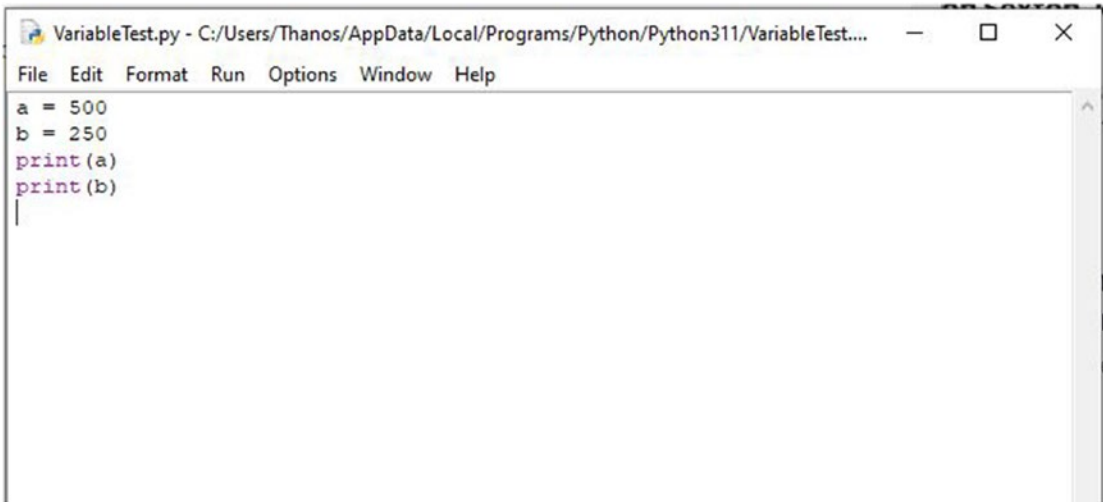 VariableTest.py - C:/Users/Thanos/AppData/Local/Programs/Python/Python311/VariableTest....
File Edit Format Run Options Window Help
a = 500
b = 250
print(a)
print(b)